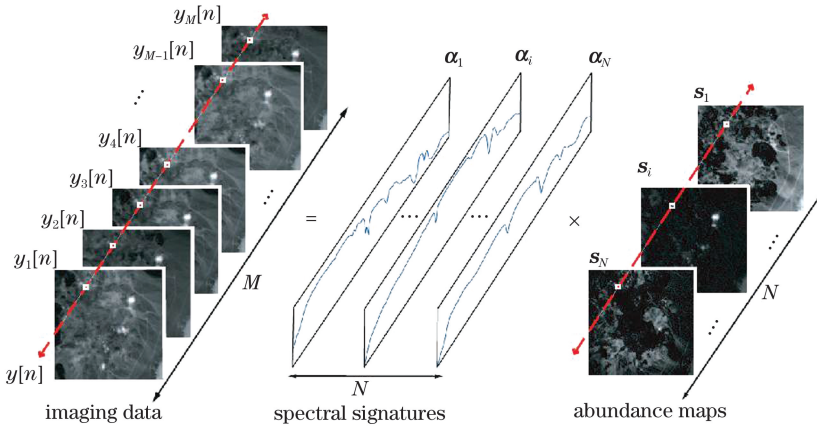 y_M[n]
y_{M-1}[n]
y_4[n]
y_3[n]
y_2[n]
y_1[n]
y[n]
M
imaging data
=
α_1
α_i
α_N
N
spectral signatures
×
s_1
s_i
s_N
N
abundance maps